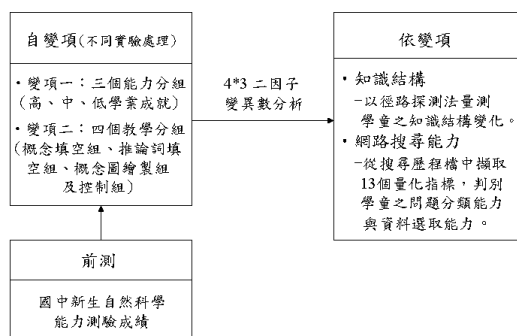 自變項(不同實驗處理)
・變項一：三個能力分組
(高、中、低學業成就)
・變項二：四個教學分組
(概念填空組、推論詞填
空組、概念圖繪製組
及控制組)
4*3 二因子
變異數分析
依變項
・知識結構
–以徑路探測法量測
學童之知識結構變化。
・網路搜尋能力
–從搜尋歷程檔中擷取
13個量化指標，判別
學童之問題分類能力
與資料選取能力。
前測
國中新生自然科學
能力測驗成績